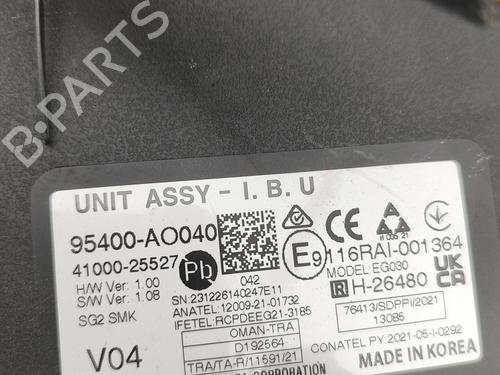 B-PARTS
UNIT ASSY - I. B. U
95400-AO040
41000-25527
Pb
H/W Ver: 1.00
S/W Ver: 1.08
SG2 SMK
V04
042
SN:231226140247E11
ANATEL: 12009-21-01732
IFETEL: RCPDEEG21-3185
OMAN-TRA
D192564
TRA/TA-R/11691/21
CORPORATION
CE
E9
116RAI-001364
MODEL EG030
R H-26480
UK CA
76413/SDPPI/2021
13085
CONATEL PY: 2021-05-I-0292
MADE IN KOREA